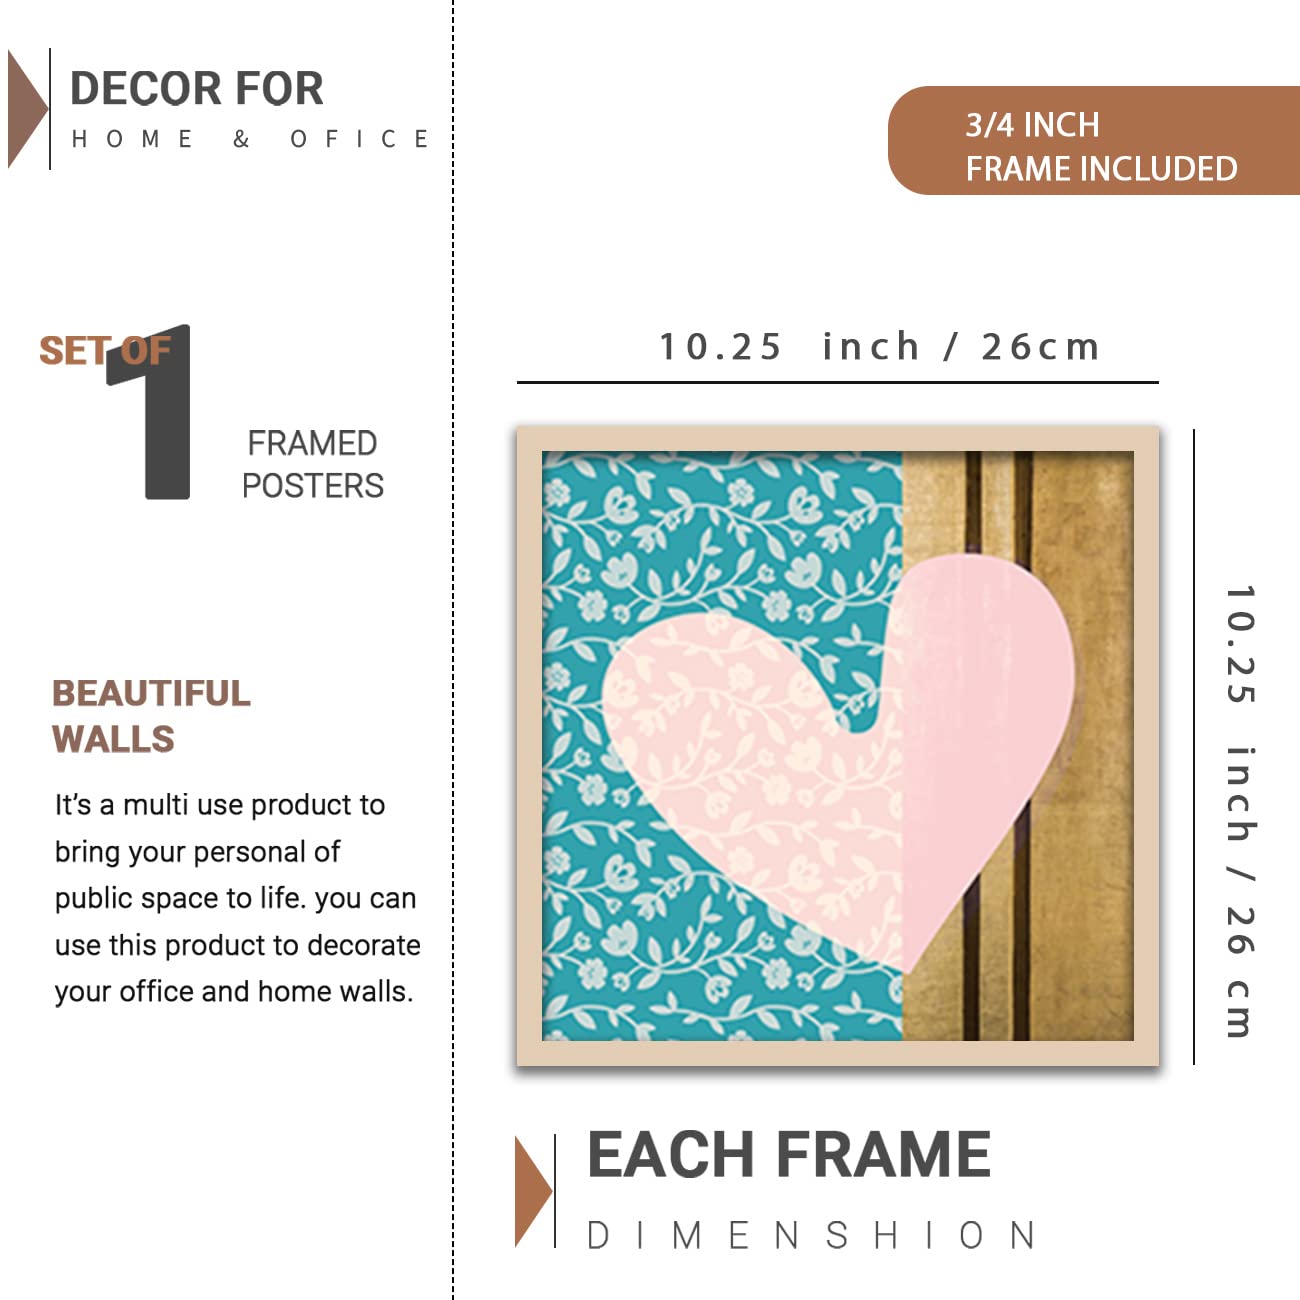 DECOR FOR
HOME & OFICE
3/4 INCH
FRAME INCLUDED
SET OF
1
FRAMED
POSTERS
BEAUTIFUL
WALLS
It's a multi use product to
bring your personal of
public space to life. you can
use this product to decorate
your office and home walls.
10.25 inch / 26cm
10.25 inch / 26 cm
EACH FRAME
DIMENSHION